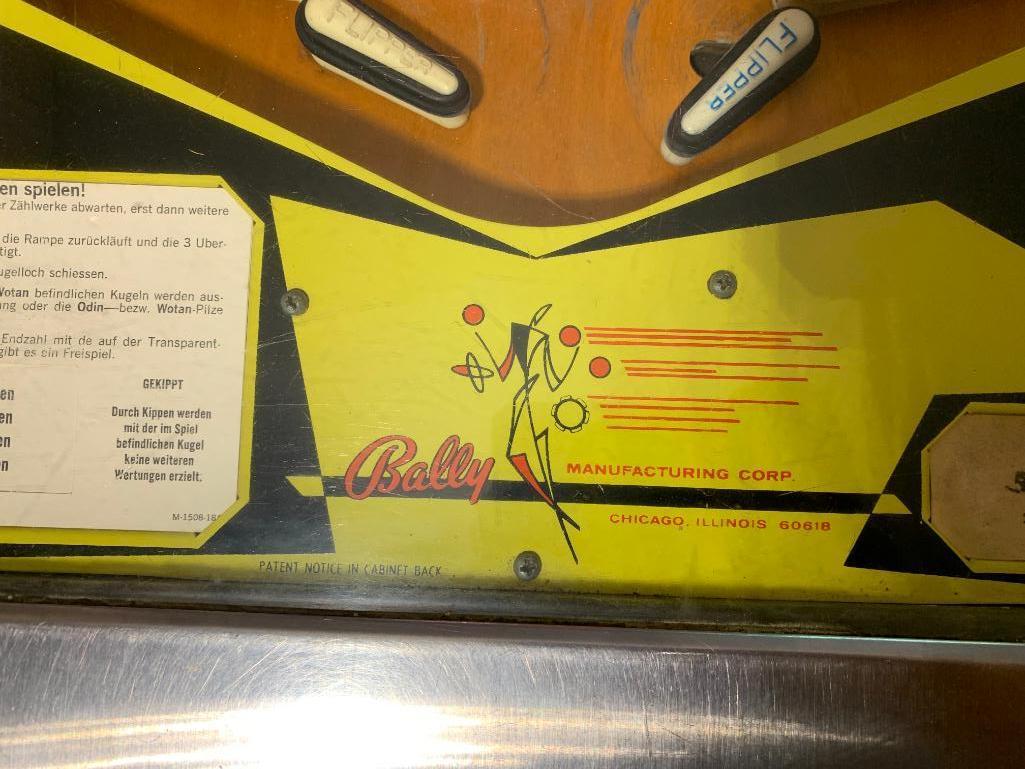 FLIPPER
FLIPPER
en spielen!
er Zählwerke abwarten, erst dann weitere
die Rampe zurückläuft und die 3 Uber-
tigt.
ugelloch schiessen.
Wotan befindlichen Kugeln werden aus-
ng oder die Odin—bezw. Wotan-Pilze
Endzahl mit de auf der Transparent-
gibt es ein Freispiel.
en
en
en
n
GEKIPPT
Durch Kippen werden
mit der im Spiel
befindlichen Kugel
keine weiteren
Wertungen erzielt.
M-1508-18
Bally
MANUFACTURING CORP.
CHICAGO, ILLINOIS 60618
PATENT NOTICE IN CABINET BACK